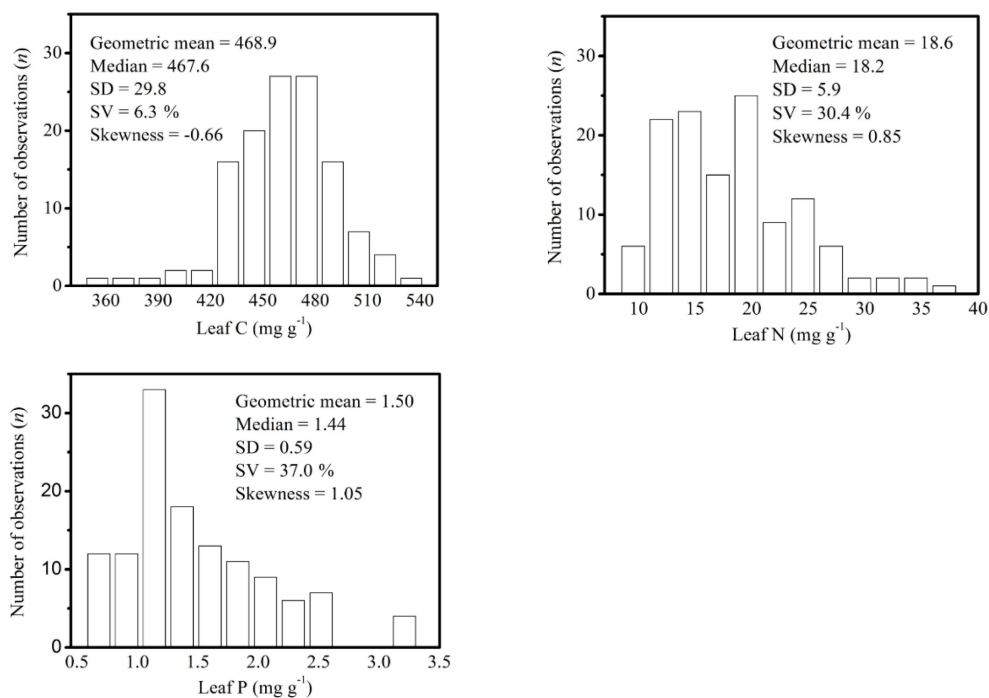 Geometric mean = 468.9
Median = 467.6
SD = 29.8
SV = 6.3 %
Skewness = -0.66
Number of observations (n)
30
20
10
0
360 390 420 450 480 510 540
Leaf C (mg g⁻¹)
Geometric mean = 18.6
Median = 18.2
SD = 5.9
SV = 30.4 %
Skewness = 0.85
Number of observations (n)
30
20
10
0
10 15 20 25 30 35 40
Leaf N (mg g⁻¹)
Geometric mean = 1.50
Median = 1.44
SD = 0.59
SV = 37.0 %
Skewness = 1.05
Number of observations (n)
30
20
10
0
0.5 1.0 1.5 2.0 2.5 3.0 3.5
Leaf P (mg g⁻¹)